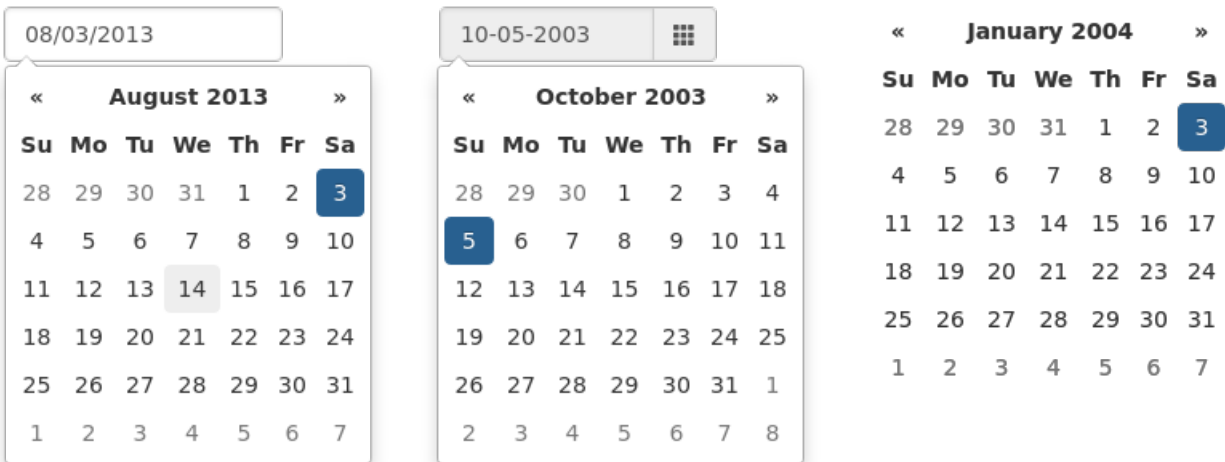 08/03/2013
« August 2013 »
Su Mo Tu We Th Fr Sa
28 29 30 31 1 2 3
4 5 6 7 8 9 10
11 12 13 14 15 16 17
18 19 20 21 22 23 24
25 26 27 28 29 30 31
1 2 3 4 5 6 7
10-05-2003
« October 2003 »
Su Mo Tu We Th Fr Sa
28 29 30 1 2 3 4
5 6 7 8 9 10 11
12 13 14 15 16 17 18
19 20 21 22 23 24 25
26 27 28 29 30 31 1
2 3 4 5 6 7 8
« January 2004 »
Su Mo Tu We Th Fr Sa
28 29 30 31 1 2 3
4 5 6 7 8 9 10
11 12 13 14 15 16 17
18 19 20 21 22 23 24
25 26 27 28 29 30 31
1 2 3 4 5 6 7